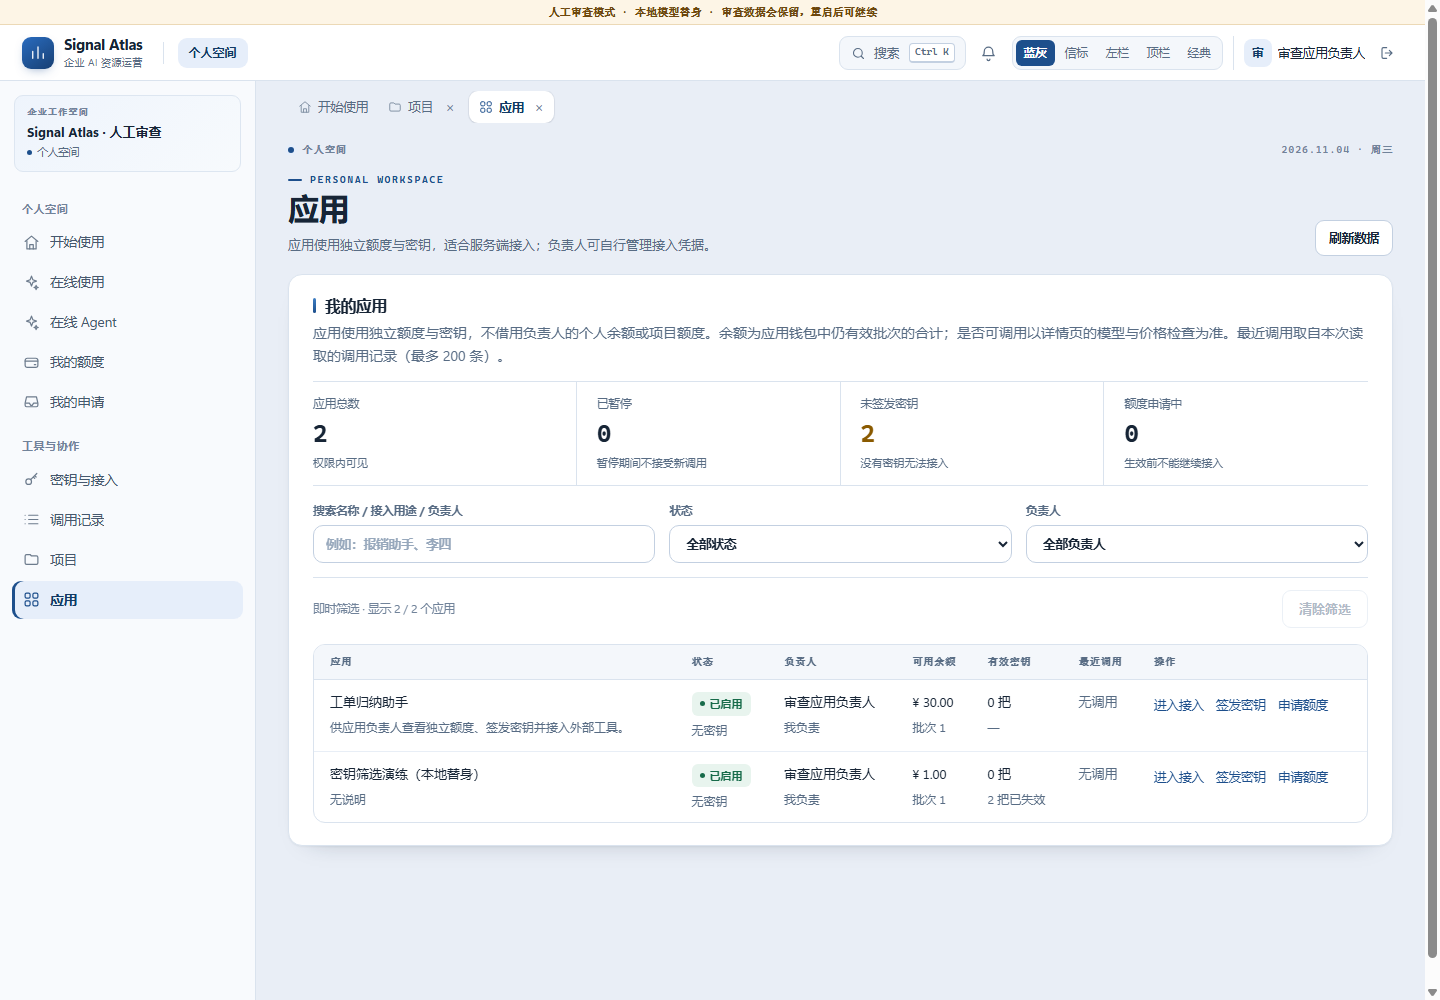 人工审查模式 · 本地模型替身 · 审查数据会保留，重启后可继续
Signal Atlas
企业 AI 资源运营
个人空间
搜索 Ctrl K
蓝灰 信标 左栏 顶栏 经典
审 审查应用负责人
企业工作空间
Signal Atlas · 人工审查
个人空间
个人空间
开始使用
在线使用
在线 Agent
我的额度
我的申请
工具与协作
密钥与接入
调用记录
项目
应用
开始使用 项目 × 应用 ×
个人空间
2026.11.04 · 周三
PERSONAL WORKSPACE
应用
应用使用独立额度与密钥，适合服务端接入；负责人可自行管理接入凭据。
刷新数据
我的应用
应用使用独立额度与密钥，不借用负责人的个人余额或项目额度。余额为应用钱包中仍有效批次的合计；是否可调用以详情页的模型与价格检查为准。最近调用取自本次读
取的调用记录（最多 200 条）。
应用总数 已暂停 未签发密钥 额度申请中
2 0 2 0
权限内可见 暂停期间不接受新调用 没有密钥无法接入 生效前不能继续接入
搜索名称 / 接入用途 / 负责人 状态 负责人
例如：报销助手、李四 全部状态 全部负责人
即时筛选 · 显示 2 / 2 个应用
清除筛选
应用 状态 负责人 可用余额 有效密钥 最近调用 操作
工单归纳助手 已启用 审查应用负责人 ¥ 30.00 0 把 无调用 进入接入 签发密钥 申请额度
供应用负责人查看独立额度、签发密钥并接入外部工具。 无密钥 我负责 批次 1 —
密钥筛选演练（本地替身） 已启用 审查应用负责人 ¥ 1.00 0 把 无调用 进入接入 签发密钥 申请额度
无说明 无密钥 我负责 批次 1 2 把已失效